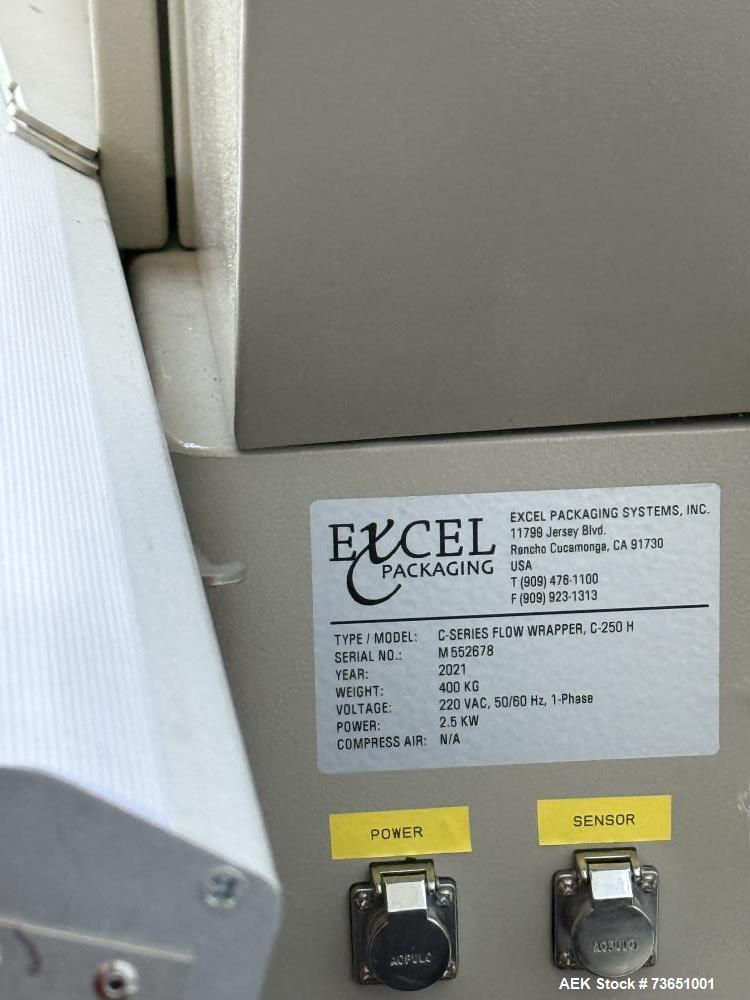 EXCEL
PACKAGING
EXCEL PACKAGING SYSTEMS, INC.
11799 Jersey Blvd.
Rancho Cucamonga, CA 91730
USA
T (909) 476-1100
F (909) 923-1313
TYPE / MODEL: C-SERIES FLOW WRAPPER, C-250 H
SERIAL NO.: M 552678
YEAR: 2021
WEIGHT: 400 KG
VOLTAGE: 220 VAC, 50/60 Hz, 1-Phase
POWER: 2.5 KW
COMPRESS AIR: N/A
POWER
SENSOR
AEK Stock # 73651001